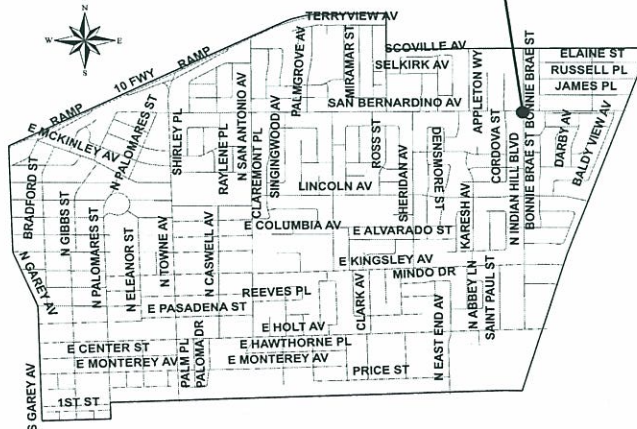 N
W E
S
TERRYVIEW AV
SCOVILLE AV
SELKIRK AV
ELAINE ST
RUSSELL PL
JAMES PL
RAMP
10 FWY
RAMP
PALMGROVE AV
MIRAMAR ST
SAN BERNARDINO AV
APPLETON WY
BONNIE BRAE ST
E MCKINLEY AV
N PALOMARES ST
SHIRLEY PL
RAYLENE PL
N SAN ANTONIO AV
CLAREMONT PL
SINGINGWOOD AV
ROSS ST
SHERIDAN AV
DENSMORE ST
CORDOVA ST
N INDIAN HILL BLVD
BONNIE BRAE ST
DARBY AV
BALDY VIEW AV
LINCOLN AV
BRADFORD ST
N GIBBS ST
N PALOMARES ST
N ELEANOR ST
N TOWNE AV
N CASWELL AV
E COLUMBIA AV
E ALVARADO ST
KARESH AV
E KINGSLEY AV
MINDO DR
N GAREY AV
REEVES PL
CLARK AV
N ABBEY LN
SAINT PAUL ST
E PASADENA ST
E HOLT AV
E CENTER ST
E HAWTHORNE PL
E MONTEREY AV
E MONTEREY AV
PALM PL
PALOMA DR
N EAST END AV
PRICE ST
S GAREY AV
1ST ST